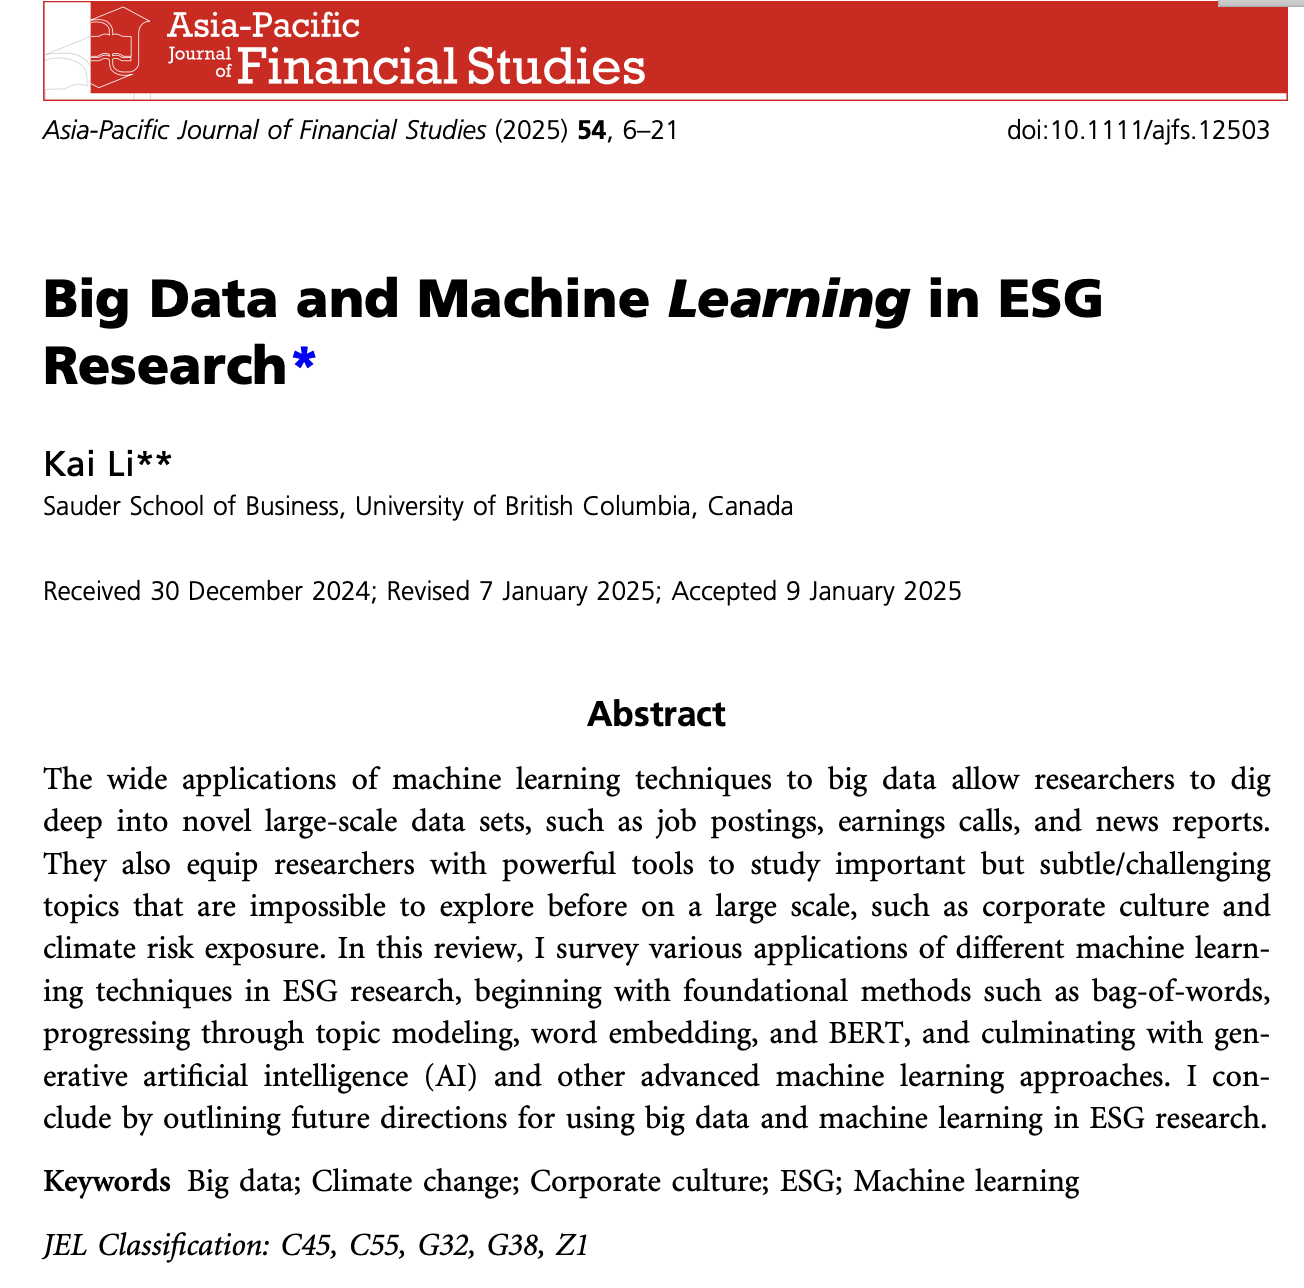 Asia-Pacific
Journal
of Financial Studies
Asia-Pacific Journal of Financial Studies (2025) 54, 6–21 doi:10.1111/ajfs.12503
Big Data and Machine Learning in ESG
Research*
Kai Li**
Sauder School of Business, University of British Columbia, Canada
Received 30 December 2024; Revised 7 January 2025; Accepted 9 January 2025
Abstract
The wide applications of machine learning techniques to big data allow researchers to dig
deep into novel large-scale data sets, such as job postings, earnings calls, and news reports.
They also equip researchers with powerful tools to study important but subtle/challenging
topics that are impossible to explore before on a large scale, such as corporate culture and
climate risk exposure. In this review, I survey various applications of different machine learn-
ing techniques in ESG research, beginning with foundational methods such as bag-of-words,
progressing through topic modeling, word embedding, and BERT, and culminating with gen-
erative artificial intelligence (AI) and other advanced machine learning approaches. I con-
clude by outlining future directions for using big data and machine learning in ESG research.
Keywords Big data; Climate change; Corporate culture; ESG; Machine learning
JEL Classification: C45, C55, G32, G38, Z1